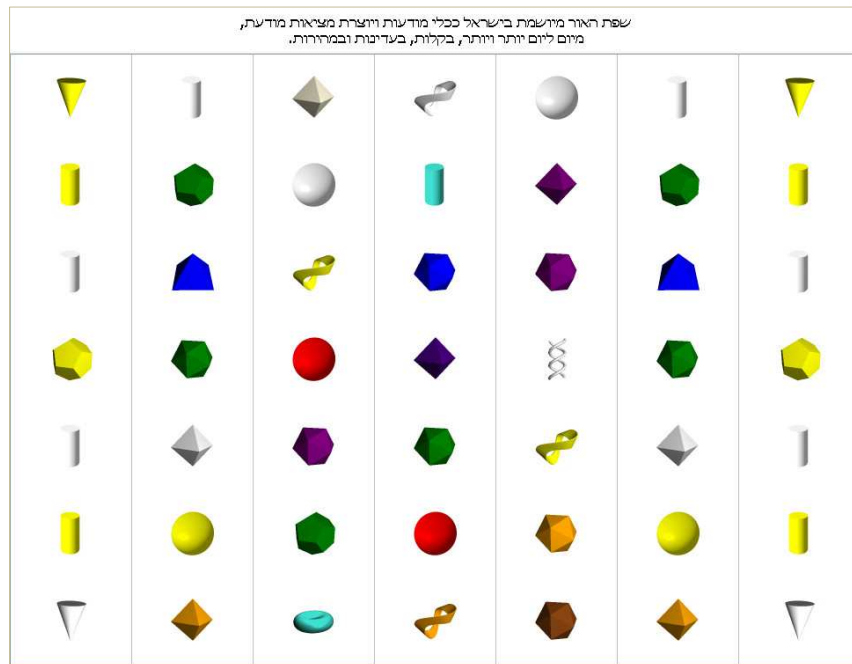 שפת האור מיושמת בישראל ככלי מודעות ויוצרת מציאות מודעת,
מיום ליום יותר ויותר, בקלות, בעדינות ובמהירות.